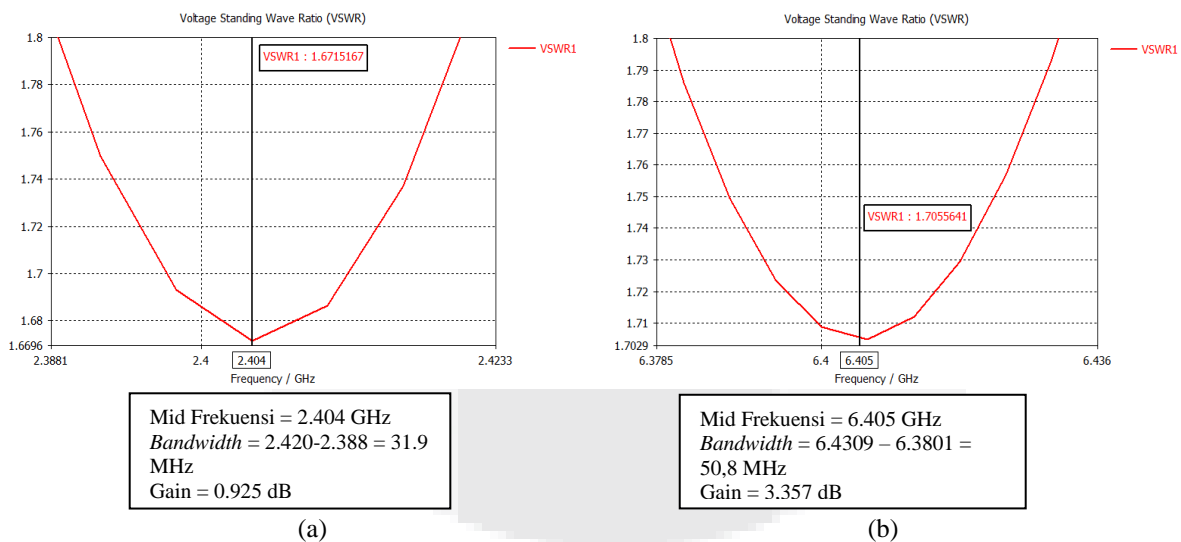 Voltage Standing Wave Ratio (VSWR)
1.8
1.78
1.76
1.74
1.72
1.7
1.68
1.6696
VSWR1 : 1.6715167
VSWR1
2.3881
2.4
2.404
2.4233
Frequency / GHz
Mid Frekuensi = 2.404 GHz
Bandwidth = 2.420-2.388 = 31.9
MHz
Gain = 0.925 dB
(a)
Voltage Standing Wave Ratio (VSWR)
1.8
1.79
1.78
1.77
1.76
1.75
1.74
1.73
1.72
1.71
1.7029
VSWR1 : 1.7055641
VSWR1
6.3785
6.4
6.405
6.436
Frequency / GHz
Mid Frekuensi = 6.405 GHz
Bandwidth = 6.4309 – 6.3801 =
50,8 MHz
Gain = 3.357 dB
(b)